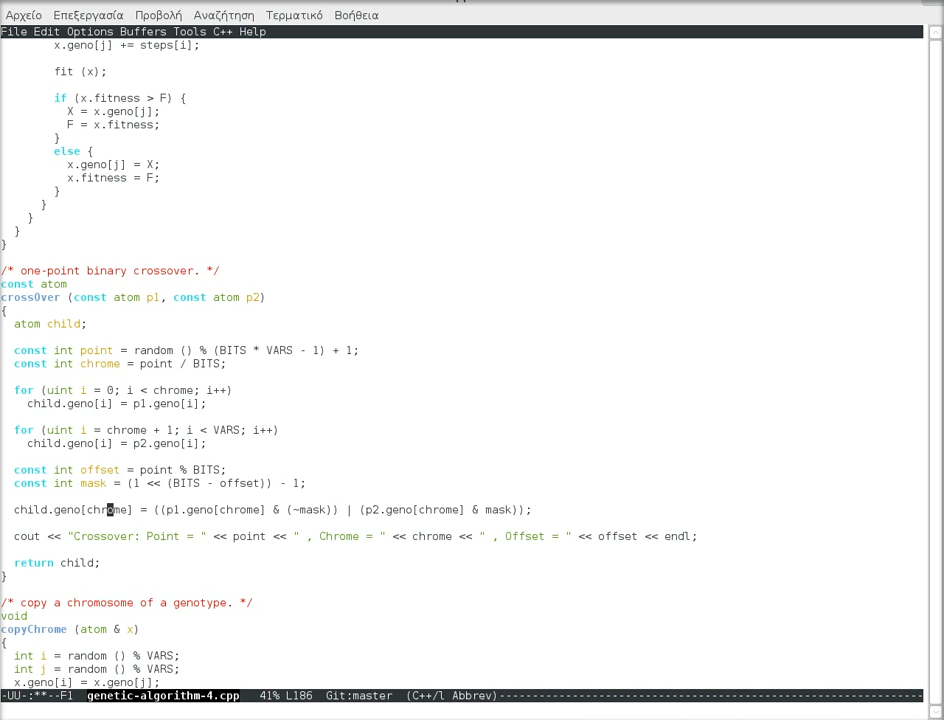 Αρχείο Επεξεργασία Προβολή Αναζήτηση Τερματικό Βοήθεια
File Edit Options Buffers Tools C++ Help
        x.geno[j] += steps[i];

        fit (x);

        if (x.fitness > F) {
          X = x.geno[j];
          F = x.fitness;
        }
        else {
          x.geno[j] = X;
          x.fitness = F;
        }
      }
    }
  }
}

/* one-point binary crossover. */
const atom
crossOver (const atom p1, const atom p2)
{
  atom child;

  const int point = random () % (BITS * VARS - 1) + 1;
  const int chrome = point / BITS;

  for (uint i = 0; i < chrome; i++)
    child.geno[i] = p1.geno[i];

  for (uint i = chrome + 1; i < VARS; i++)
    child.geno[i] = p2.geno[i];

  const int offset = point % BITS;
  const int mask = (1 << (BITS - offset)) - 1;

  child.geno[chrome] = ((p1.geno[chrome] & (~mask)) | (p2.geno[chrome] & mask));

  cout << "Crossover: Point = " << point << " , Chrome = " << chrome << " , Offset = " << offset << endl;

  return child;
}

/* copy a chromosome of a genotype. */
void
copyChrome (atom & x)
{
  int i = random () % VARS;
  int j = random () % VARS;
  x.geno[i] = x.geno[j];
-UU-:**--F1  genetic-algorithm-4.cpp   41% L186  Git:master  (C++/l Abbrev)----------------------------------------------------------------